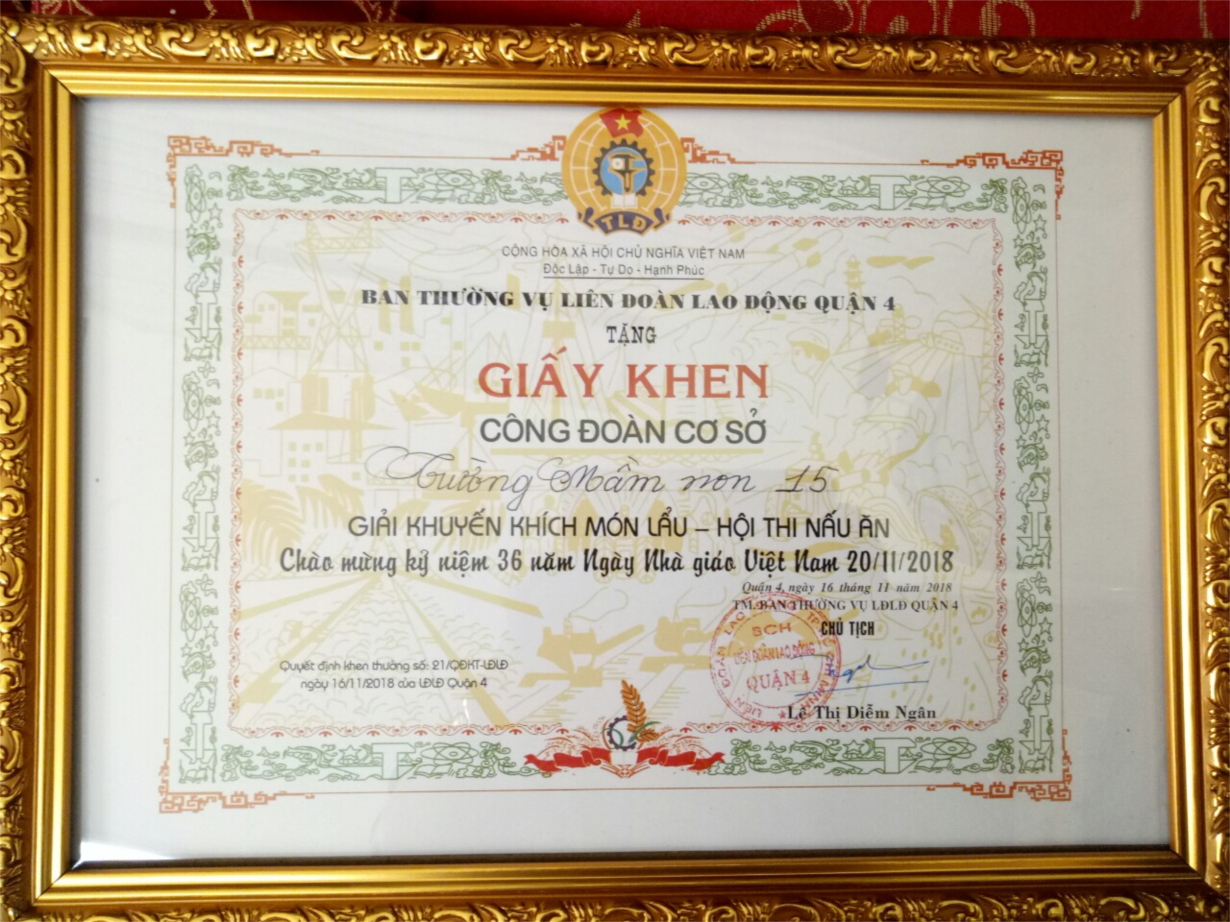 TLĐ
CỘNG HÒA XÃ HỘI CHỦ NGHĨA VIỆT NAM
Độc Lập - Tự Do - Hạnh Phúc
BAN THƯỜNG VỤ LIÊN ĐOÀN LAO ĐỘNG QUẬN 4
TẶNG
GIẤY KHEN
CÔNG ĐOÀN CƠ SỞ
Trường Mầm non 15
GIẢI KHUYẾN KHÍCH MÓN LẨU – HỘI THI NẤU ĂN
Chào mừng kỷ niệm 36 năm Ngày Nhà giáo Việt Nam 20/11/2018
Quận 4, ngày 16 tháng 11 năm 2018
TM. BAN THƯỜNG VỤ LĐLĐ QUẬN 4
CHỦ TỊCH
BCH
LIÊN ĐOÀN LAO ĐỘNG
QUẬN 4
Quyết định khen thưởng số: 21/QĐKT-LĐLĐ
ngày 16/11/2018 của LĐLĐ Quận 4
Lê Thị Diễm Ngân